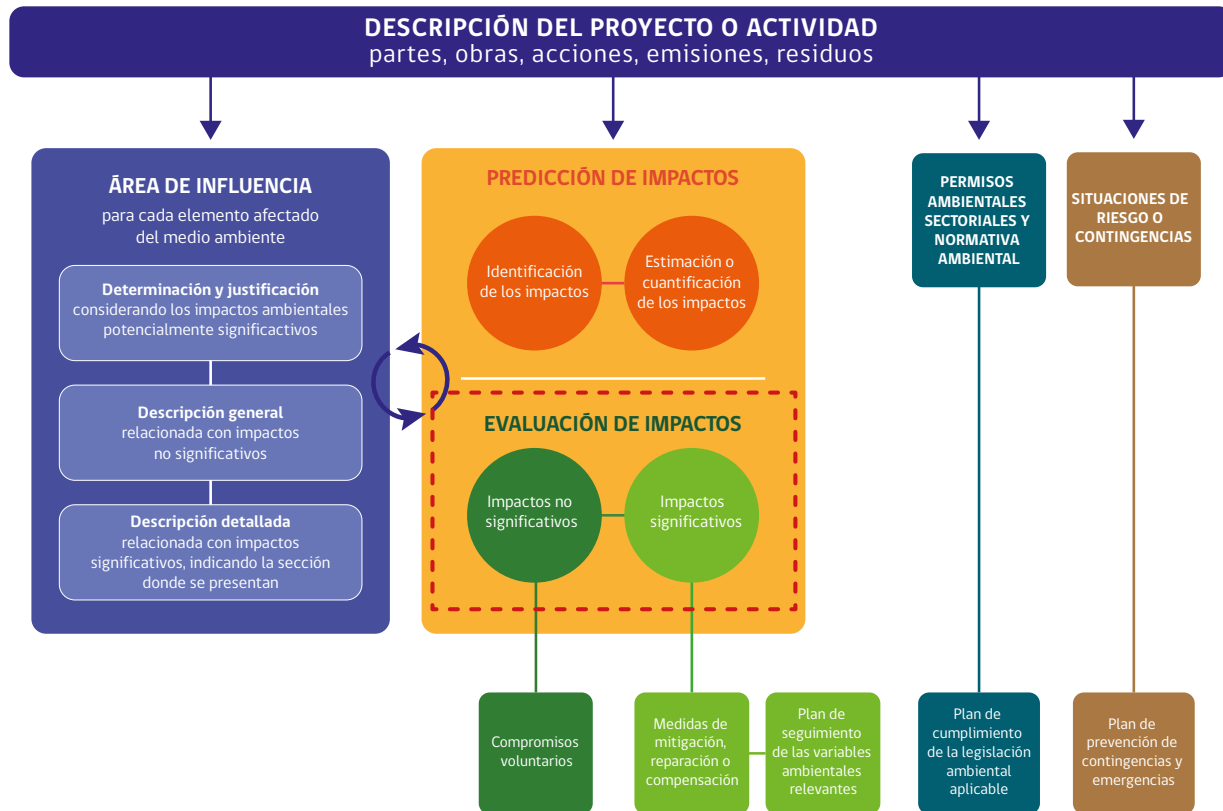 DESCRIPCIÓN DEL PROYECTO O ACTIVIDAD
partes, obras, acciones, emisiones, residuos
ÁREA DE INFLUENCIA
para cada elemento afectado
del medio ambiente
Determinación y justificación
considerando los impactos ambientales
potencialmente significactivos
Descripción general
relacionada con impactos
no significativos
Descripción detallada
relacionada con impactos
significativos, indicando la sección
donde se presentan
PREDICCIÓN DE IMPACTOS
Identificación
de los impactos
Estimación o
cuantificación
de los impactos
EVALUACIÓN DE IMPACTOS
Impactos no
significativos
Impactos
significativos
PERMISOS
AMBIENTALES
SECTORIALES Y
NORMATIVA
AMBIENTAL
SITUACIONES DE
RIESGO O
CONTINGENCIAS
Compromisos
voluntarios
Medidas de
mitigación,
reparación o
compensación
Plan de
seguimiento
de las variables
ambientales
relevantes
Plan de
cumplimiento
de la legislación
ambiental
aplicable
Plan de
prevención de
contingencias y
emergencias